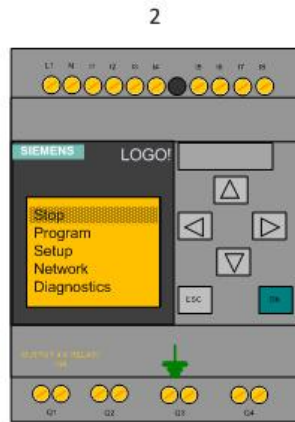 2
L1 N I1 I2 I3 I4 I5 I6 I7 I8
SIEMENS
LOGO!
Stop
Program
Setup
Network
Diagnostics
ESC
OK
Q1 Q2 Q3 Q4